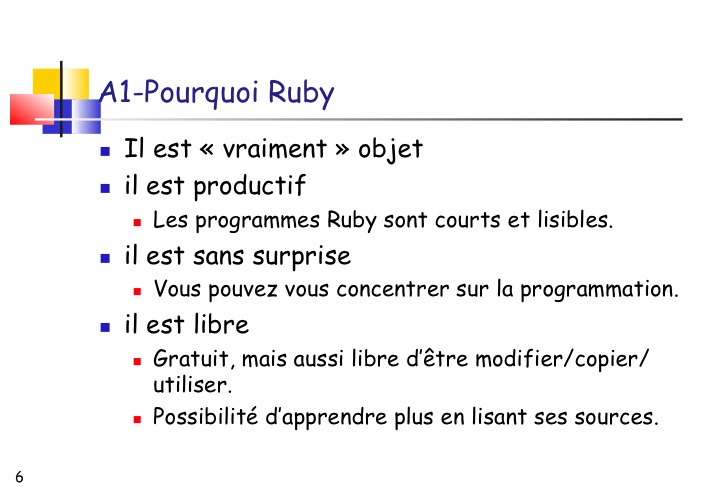 A1-Pourquoi Ruby
Il est « vraiment » objet
il est productif
Les programmes Ruby sont courts et lisibles.
il est sans surprise
Vous pouvez vous concentrer sur la programmation.
il est libre
Gratuit, mais aussi libre d’être modifier/copier/
utiliser.
Possibilité d’apprendre plus en lisant ses sources.
6